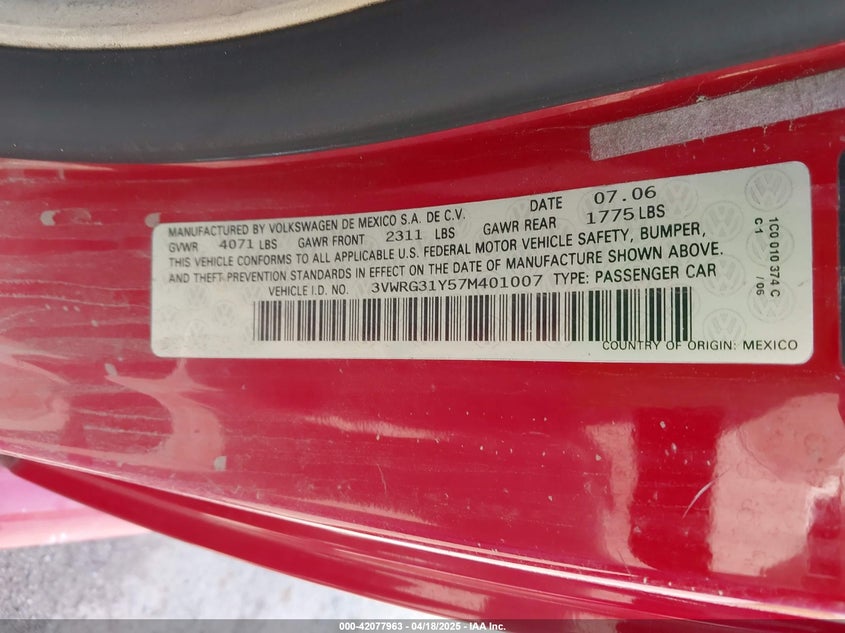 MANUFACTURED BY VOLKSWAGEN DE MEXICO S.A. DE C.V. DATE 07.06
GVWR 4071 LBS GAWR FRONT 2311 LBS GAWR REAR 1775 LBS
THIS VEHICLE CONFORMS TO ALL APPLICABLE U.S. FEDERAL MOTOR VEHICLE SAFETY, BUMPER,
AND THEFT PREVENTION STANDARDS IN EFFECT ON THE DATE OF MANUFACTURE SHOWN ABOVE.
VEHICLE I.D. NO. 3VWRG31Y57M401007 TYPE: PASSENGER CAR
COUNTRY OF ORIGIN: MEXICO
1C0 010 374 C /06
C1
000-42077963 - 04/18/2025 - IAA Inc.